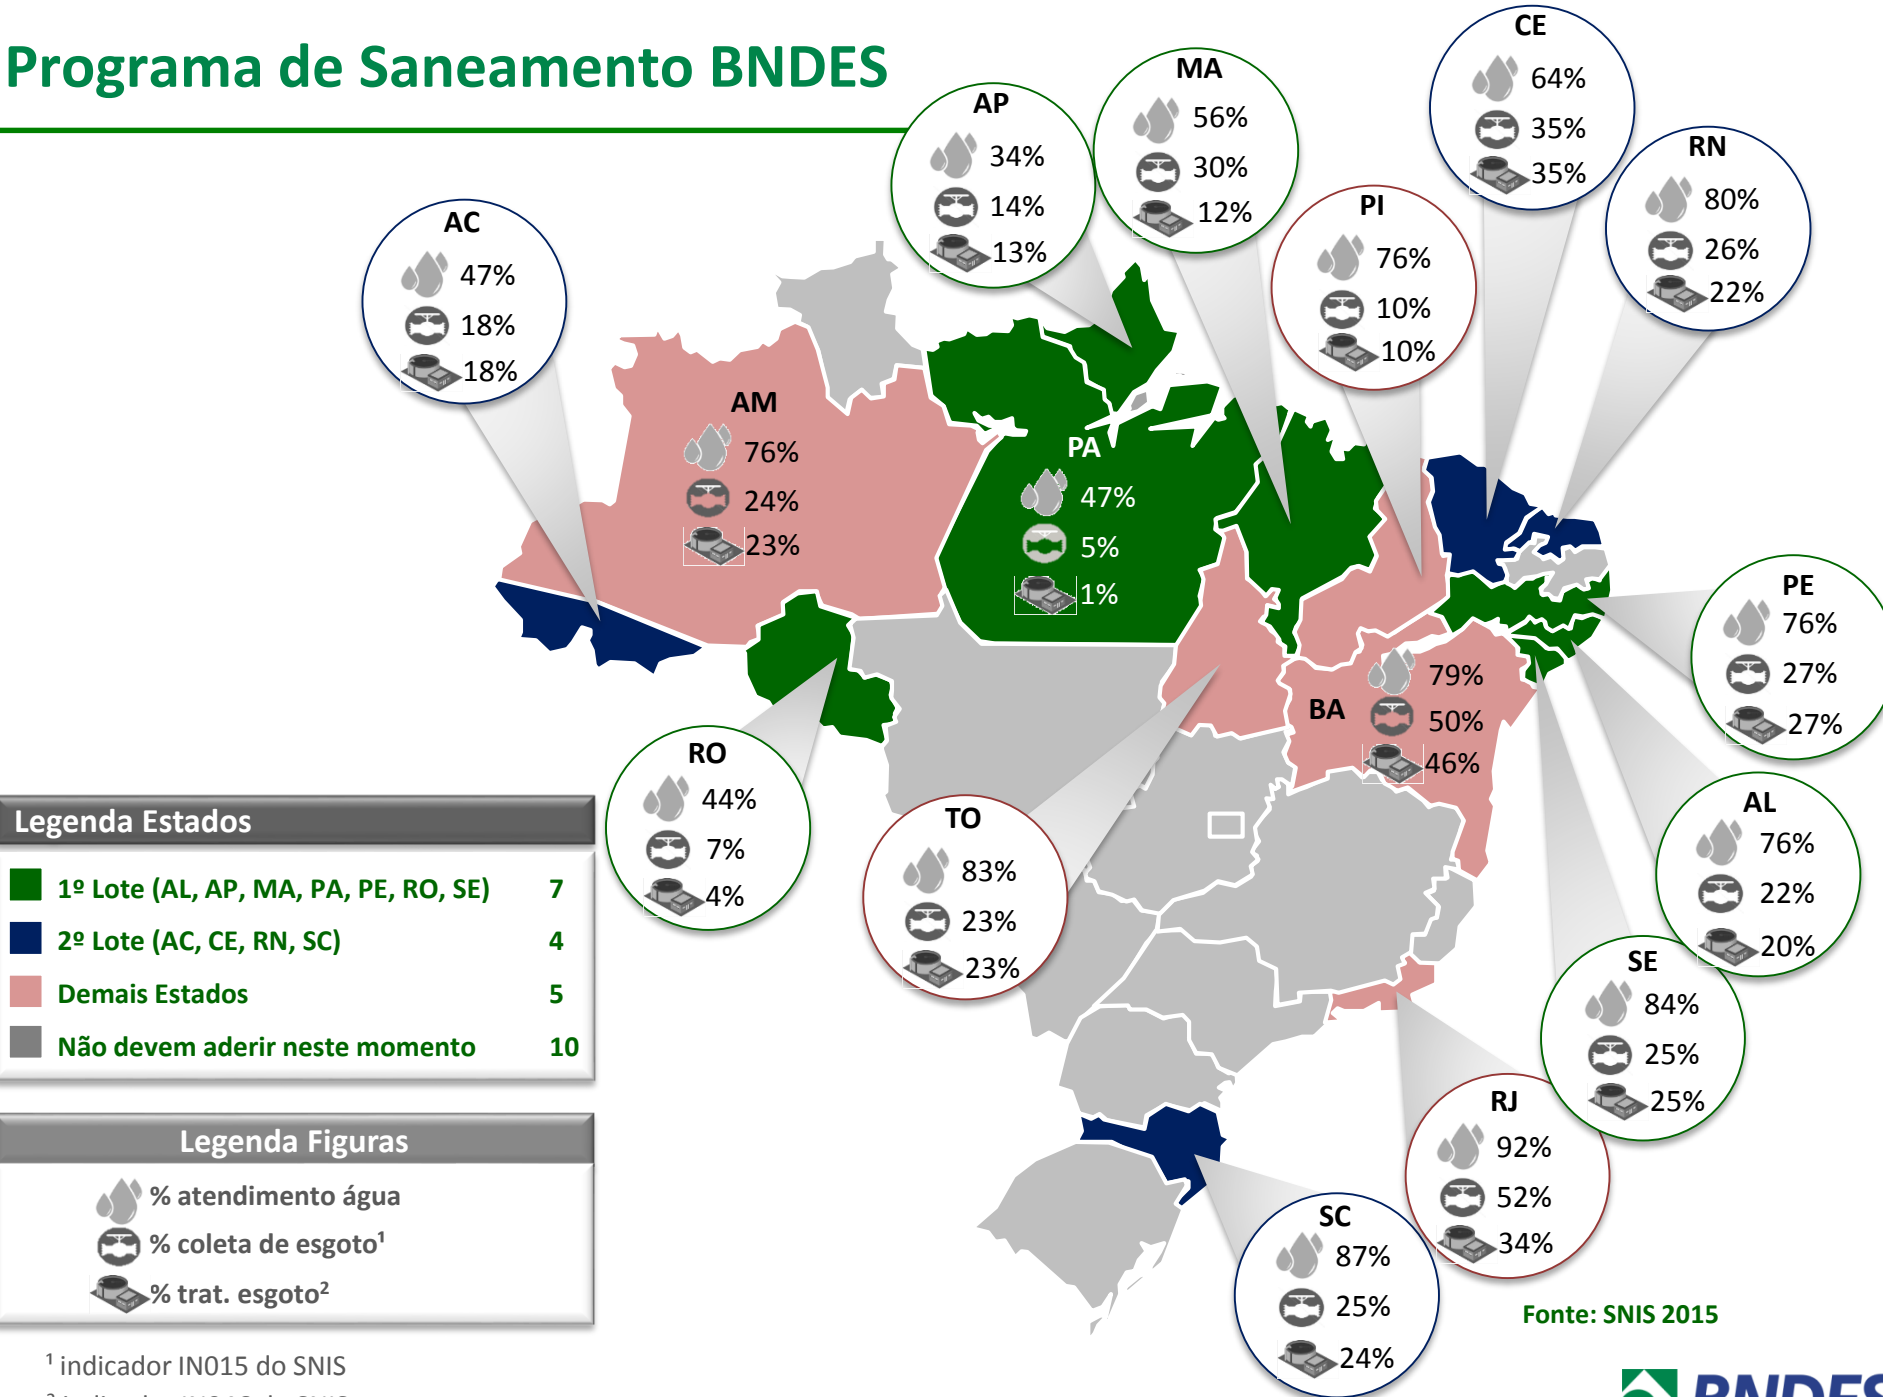 Programa de Saneamento BNDES
CE
64%
35%
35%
MA
56%
30%
12%
AP
34%
14%
13%
RN
80%
26%
22%
PI
76%
10%
10%
AC
47%
18%
18%
AM
76%
24%
23%
PA
47%
5%
1%
PE
76%
27%
27%
BA
79%
50%
46%
RO
44%
7%
4%
TO
83%
23%
23%
AL
76%
22%
20%
SE
84%
25%
25%
RJ
92%
52%
34%
SC
87%
25%
24%
Legenda Estados
1º Lote (AL, AP, MA, PA, PE, RO, SE) 7
2º Lote (AC, CE, RN, SC) 4
Demais Estados 5
Não devem aderir neste momento 10
Legenda Figuras
% atendimento água
% coleta de esgoto¹
% trat. esgoto²
Fonte: SNIS 2015
¹ indicador IN015 do SNIS
BNDES